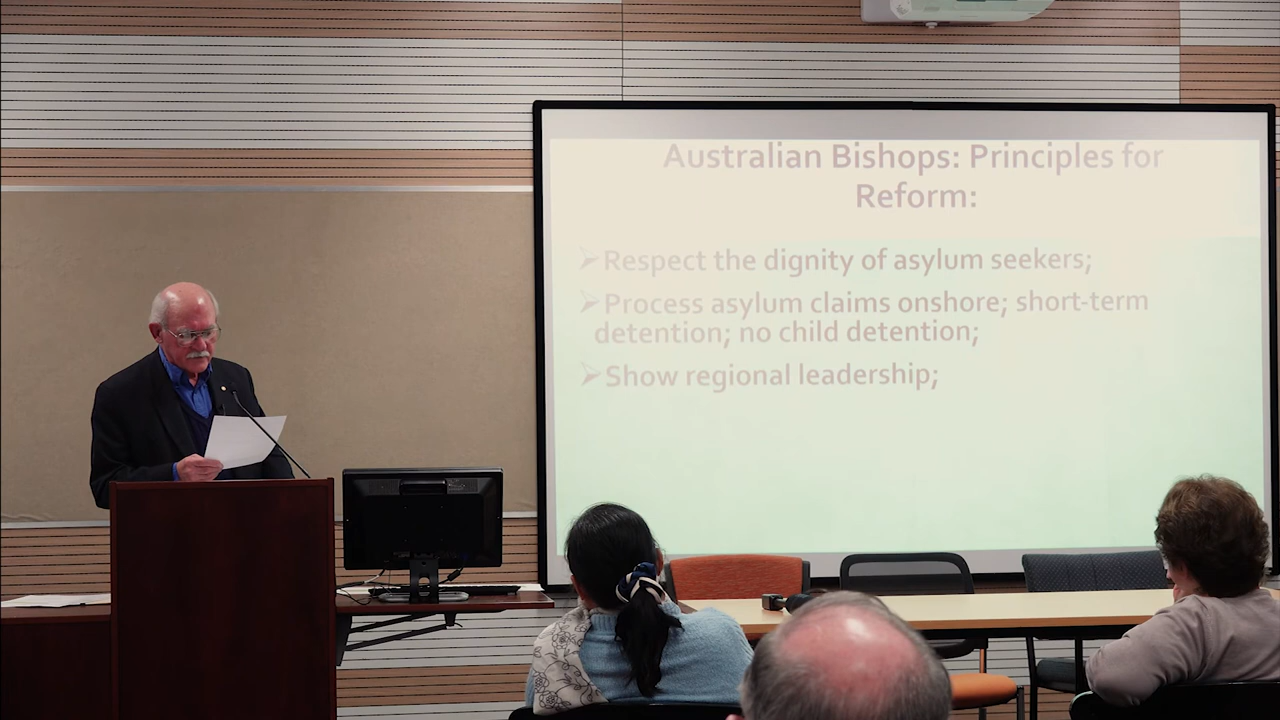 Australian Bishops: Principles for
Reform:
Respect the dignity of asylum seekers;
Process asylum claims onshore; short-term
detention; no child detention;
Show regional leadership;